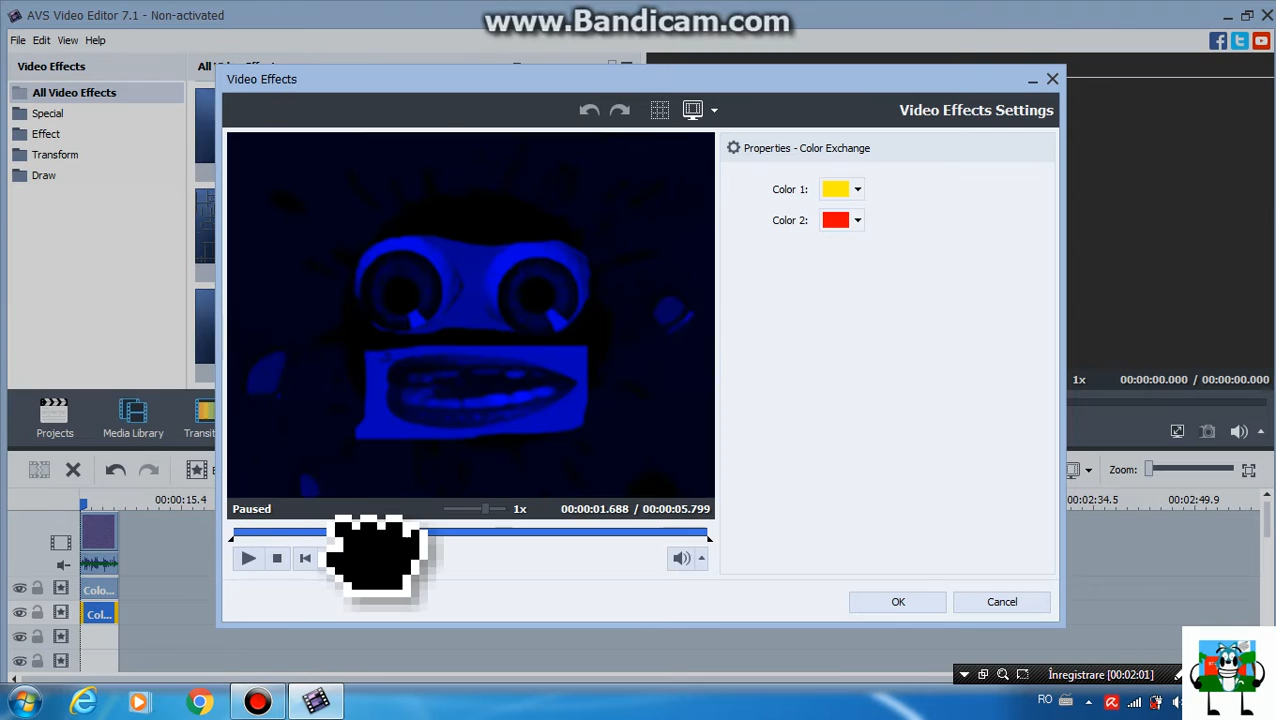 AVS Video Editor 7.1 - Non-activated
www.Bandicam.com
File Edit View Help
Video Effects
All Video Effects
Special
Effect
Transform
Draw
Video Effects
Video Effects Settings
Properties - Color Exchange
Color 1:
Color 2:
Paused 1x 00:00:01.688 / 00:00:05.799
OK Cancel
1x 00:00:00.000 / 00:00:00.000
Projects Media Library Transiti
Zoom:
00:00:15.4 00:02:34.5 00:02:49.9
Colo...
Col...
Înregistrare [00:02:01]
RO